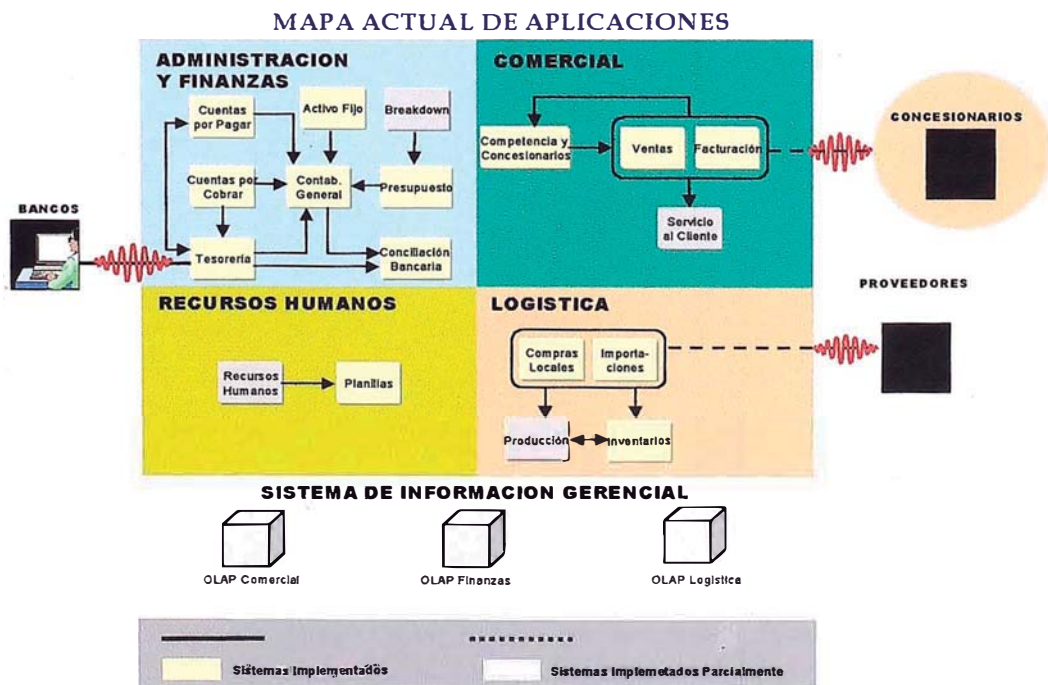 MAPA ACTUAL DE APLICACIONES
ADMINISTRACION
Y FINANZAS
Cuentas
por Pagar
Activo Fijo
Breakdown
Cuentas por
Cobrar
Contab.
General
Presupuesto
Tesorería
Conciliación
Bancaria
BANCOS
COMERCIAL
Competencia y
Concesionarios
Ventas
Facturación
Servicio
al Cliente
CONCESIONARIOS
RECURSOS HUMANOS
Recursos
Humanos
Planillas
LOGISTICA
Compras
Locales
Importa-
ciones
Producción
Inventarios
PROVEEDORES
SISTEMA DE INFORMACION GERENCIAL
OLAP Comercial
OLAP Finanzas
OLAP Logistica
Sistemas Implementados
Sistemas Implemetados Parcialmente